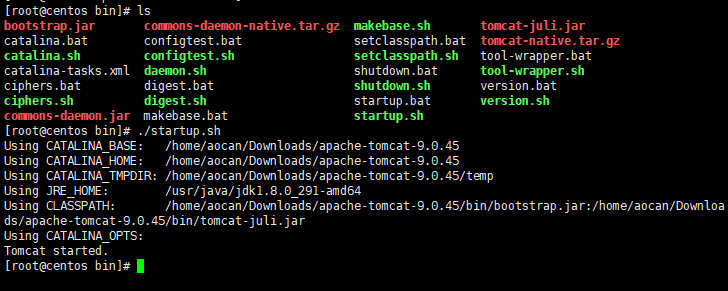 [root@centos bin]# ls
bootstrap.jar commons-daemon-native.tar.gz makebase.sh tomcat-juli.jar
catalina.bat configtest.bat setclasspath.bat tomcat-native.tar.gz
catalina.sh configtest.sh setclasspath.sh tool-wrapper.bat
catalina-tasks.xml daemon.sh shutdown.bat tool-wrapper.sh
ciphers.bat digest.bat shutdown.sh version.bat
ciphers.sh digest.sh startup.bat version.sh
commons-daemon.jar makebase.bat startup.sh
[root@centos bin]# ./startup.sh
Using CATALINA_BASE: /home/aocan/Downloads/apache-tomcat-9.0.45
Using CATALINA_HOME: /home/aocan/Downloads/apache-tomcat-9.0.45
Using CATALINA_TMPDIR: /home/aocan/Downloads/apache-tomcat-9.0.45/temp
Using JRE_HOME: /usr/java/jdk1.8.0_291-amd64
Using CLASSPATH: /home/aocan/Downloads/apache-tomcat-9.0.45/bin/bootstrap.jar:/home/aocan/Downloa
ds/apache-tomcat-9.0.45/bin/tomcat-juli.jar
Using CATALINA_OPTS:
Tomcat started.
[root@centos bin]#